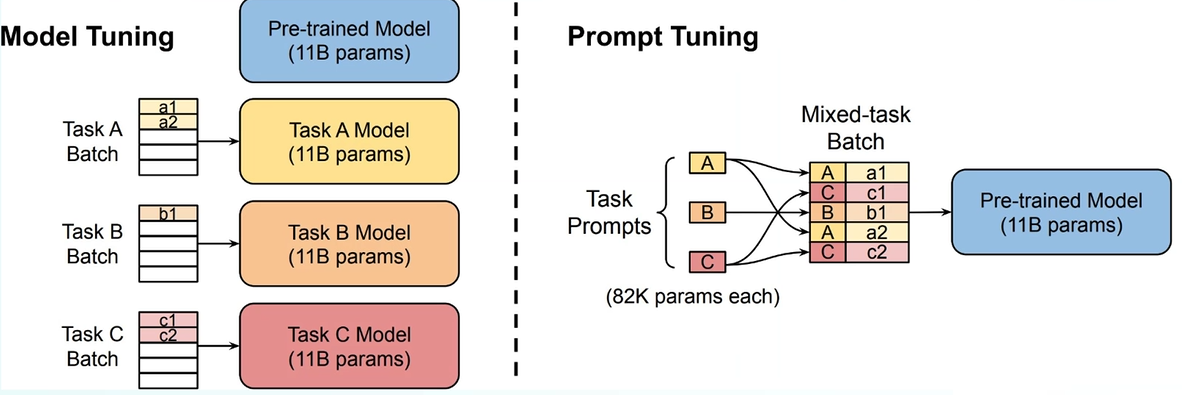 Model Tuning
Pre-trained Model
(11B params)
Task A
Batch
a1
a2
Task A Model
(11B params)
Task B
Batch
b1
Task B Model
(11B params)
Task C
Batch
c1
c2
Task C Model
(11B params)
Prompt Tuning
Task
Prompts
A
B
C
(82K params each)
Mixed-task
Batch
A a1
C c1
B b1
A a2
C c2
Pre-trained Model
(11B params)